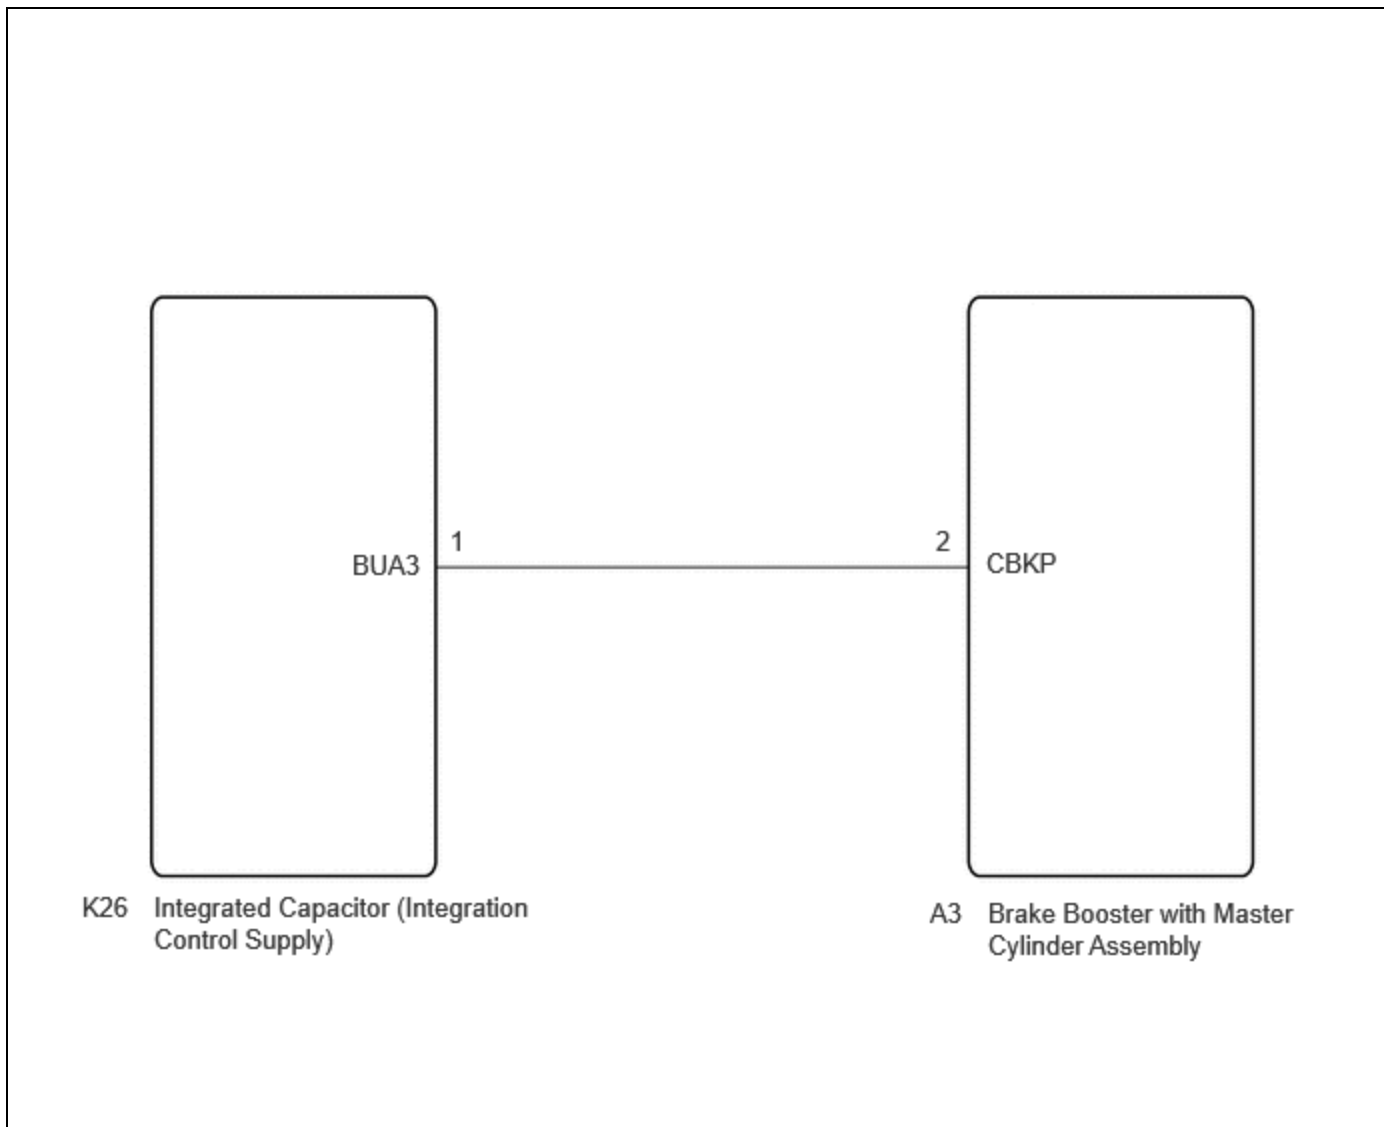 1
BUA3
2
CBKP
K26 Integrated Capacitor (Integration
Control Supply)
A3 Brake Booster with Master
Cylinder Assembly